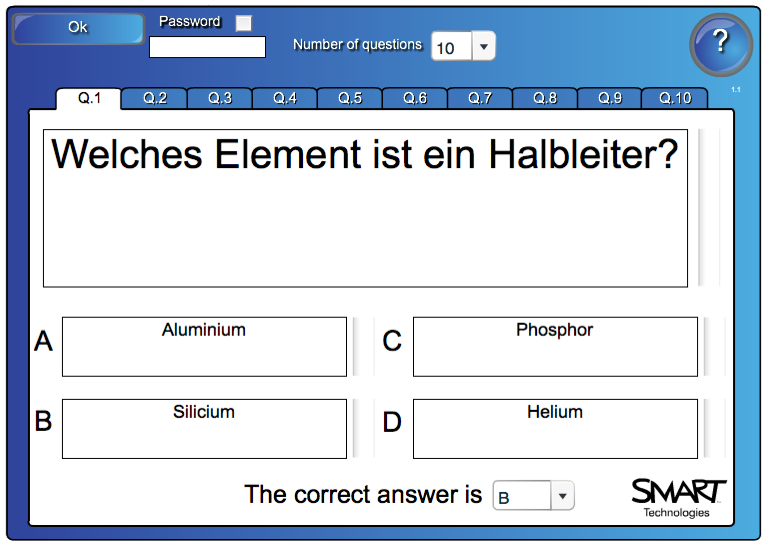 Ok
Password
Number of questions 10
?
1.1
Q.1 Q.2 Q.3 Q.4 Q.5 Q.6 Q.7 Q.8 Q.9 Q.10
Welches Element ist ein Halbleiter?
A Aluminium
C Phosphor
B Silicium
D Helium
The correct answer is B
SMART
Technologies